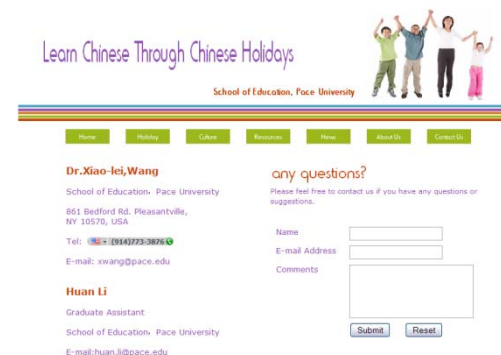 Learn Chinese Through Chinese Holidays
School of Education, Pace University
Home Holiday Culture Resources News About Us Contact Us
Dr.Xiao-lei,Wang
School of Education, Pace University
861 Bedford Rd. Pleasantville,
NY 10570, USA
Tel: (914)773-3876
E-mail: xwang@pace.edu
Huan Li
Graduate Assistant
School of Education, Pace University
E-mail:huan.li@pace.edu
any questions?
Please feel free to contact us if you have any questions or
suggestions.
Name
E-mail Address
Comments
Submit Reset